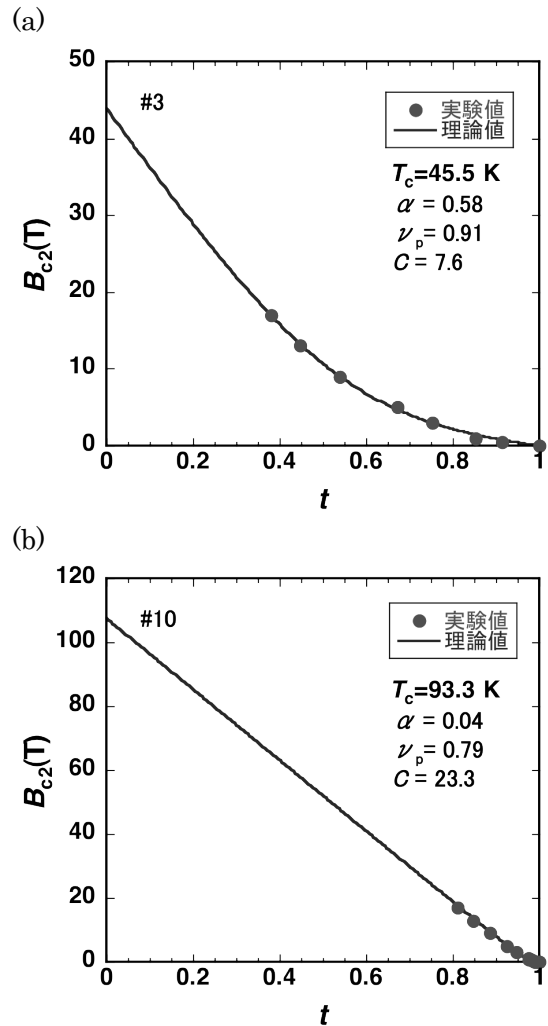 (a)
50
40
30
20
10
0
0
0.2
0.4
0.6
0.8
1
B_c2(T)
t
#3
実験値
理論値
T_c=45.5 K
α = 0.58
ν_p= 0.91
C = 7.6
(b)
120
100
80
60
40
20
0
0
0.2
0.4
0.6
0.8
1
B_c2(T)
t
#10
実験値
理論値
T_c=93.3 K
α = 0.04
ν_p= 0.79
C = 23.3